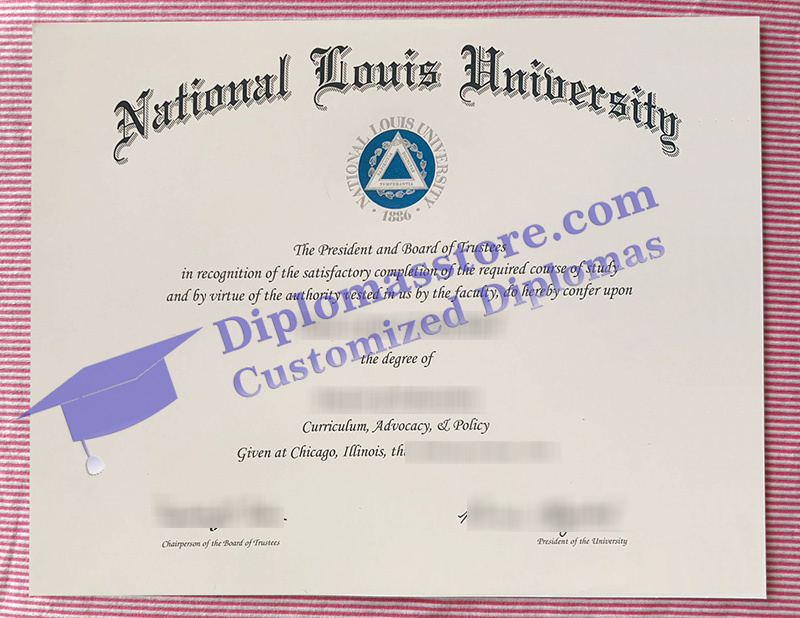 National Louis University
NATIONAL LOUIS UNIVERSITY
TEMPERANTIA
· 1886 ·
The President and Board of Trustees
in recognition of the satisfactory completion of the required course of study
and by virtue of the authority vested in us by the faculty, do hereby confer upon
Diplomasstore.com
Customized Diplomas
the degree of
Curriculum, Advocacy, & Policy
Given at Chicago, Illinois,
Chairperson of the Board of Trustees
President of the University